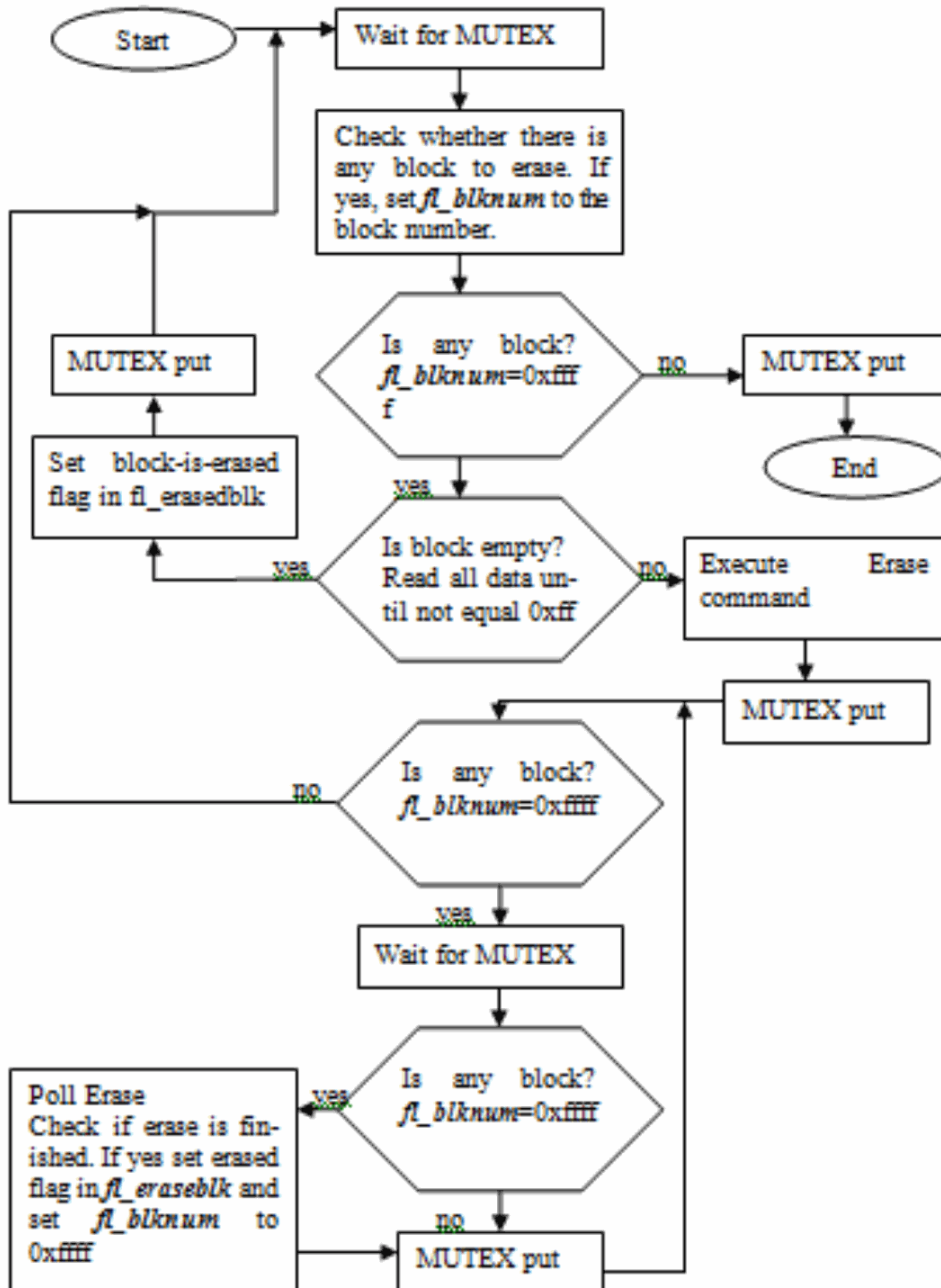 Start
Wait for MUTEX
Check whether there is
any block to erase. If
yes, set fl_blknum to the
block number.
Is any block?
fl_blknum=0xfff
f
no
MUTEX put
End
MUTEX put
Set block-is-erased
flag in fl_erasedblk
yes
Is block empty?
Read all data un-
til not equal 0xff
yes
no
Execute Erase
command
MUTEX put
Is any block?
fl_blknum=0xffff
no
yes
Wait for MUTEX
Is any block?
fl_blknum=0xffff
yes
Poll Erase
Check if erase is fin-
ished. If yes set erased
flag in fl_eraseblk and
set fl_blknum to
0xffff
no
MUTEX put